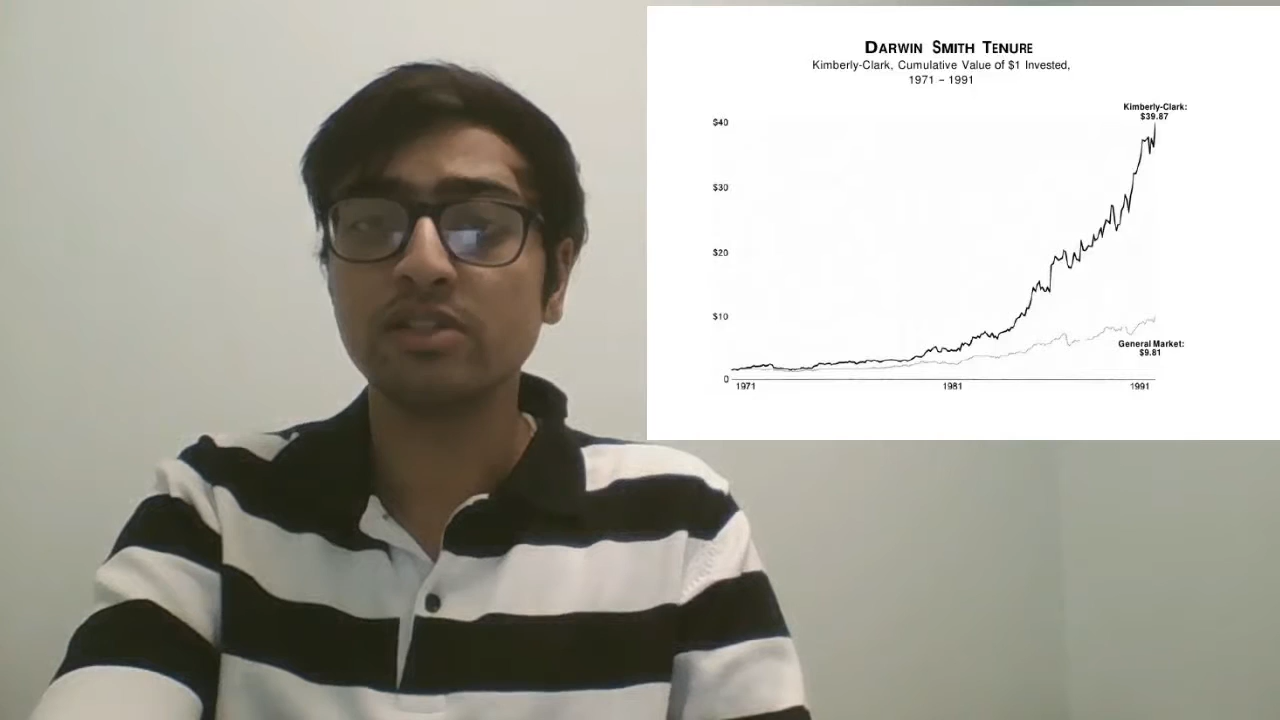 DARWIN SMITH TENURE
Kimberly-Clark, Cumulative Value of $1 Invested,
1971 – 1991
Kimberly-Clark:
$39.87
$40
$30
$20
$10
General Market:
$9.81
0
1971
1981
1991